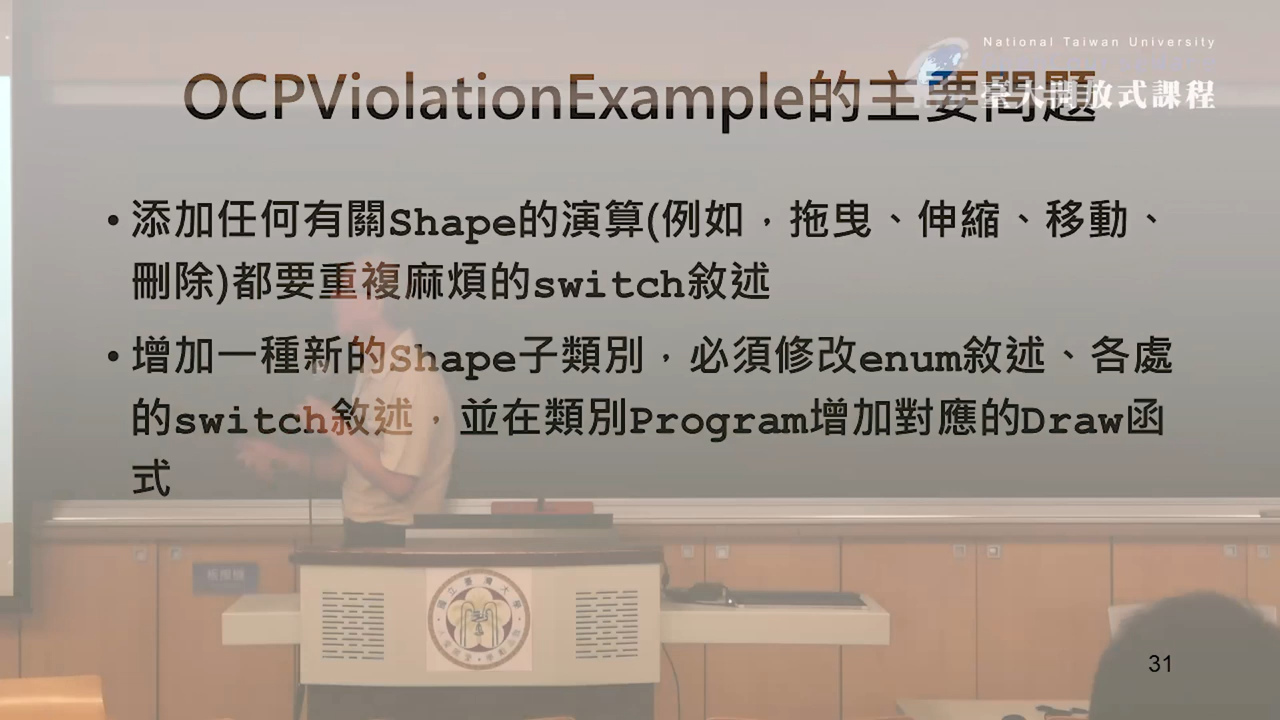 National Taiwan University
臺大開放式課程
OCPViolationExample的主要問題
• 添加任何有關Shape的演算(例如，拖曳、伸縮、移動、
刪除)都要重複麻煩的switch敘述
• 增加一種新的Shape子類別，必須修改enum敘述、各處
的switch敘述，並在類別Program增加對應的Draw函
式
國立臺灣大學
31